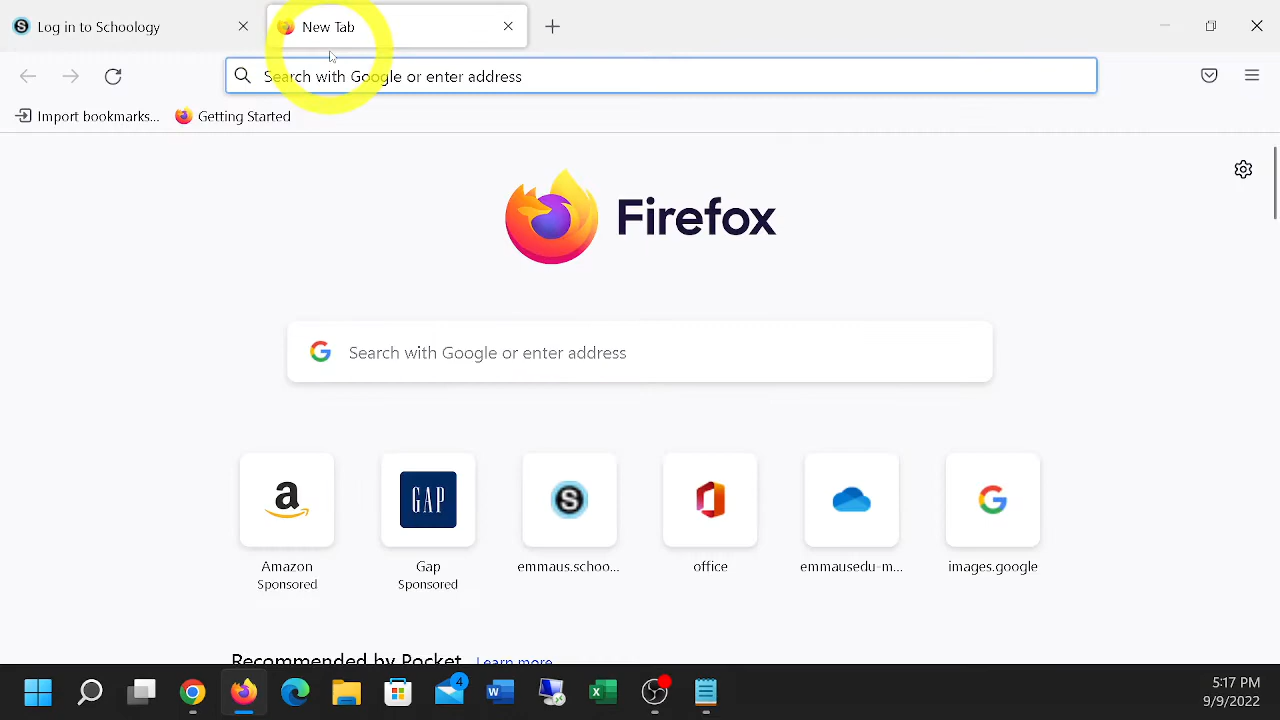 Log in to Schoology
New Tab
Search with Google or enter address
Import bookmarks...
Getting Started
Firefox
Search with Google or enter address
a
GAP
S
G
Amazon
Sponsored
Gap
Sponsored
emmaus.schoo...
office
emmausedu-m...
images.google
Recommended by Pocket
Learn more
4
5:17 PM
9/9/2022